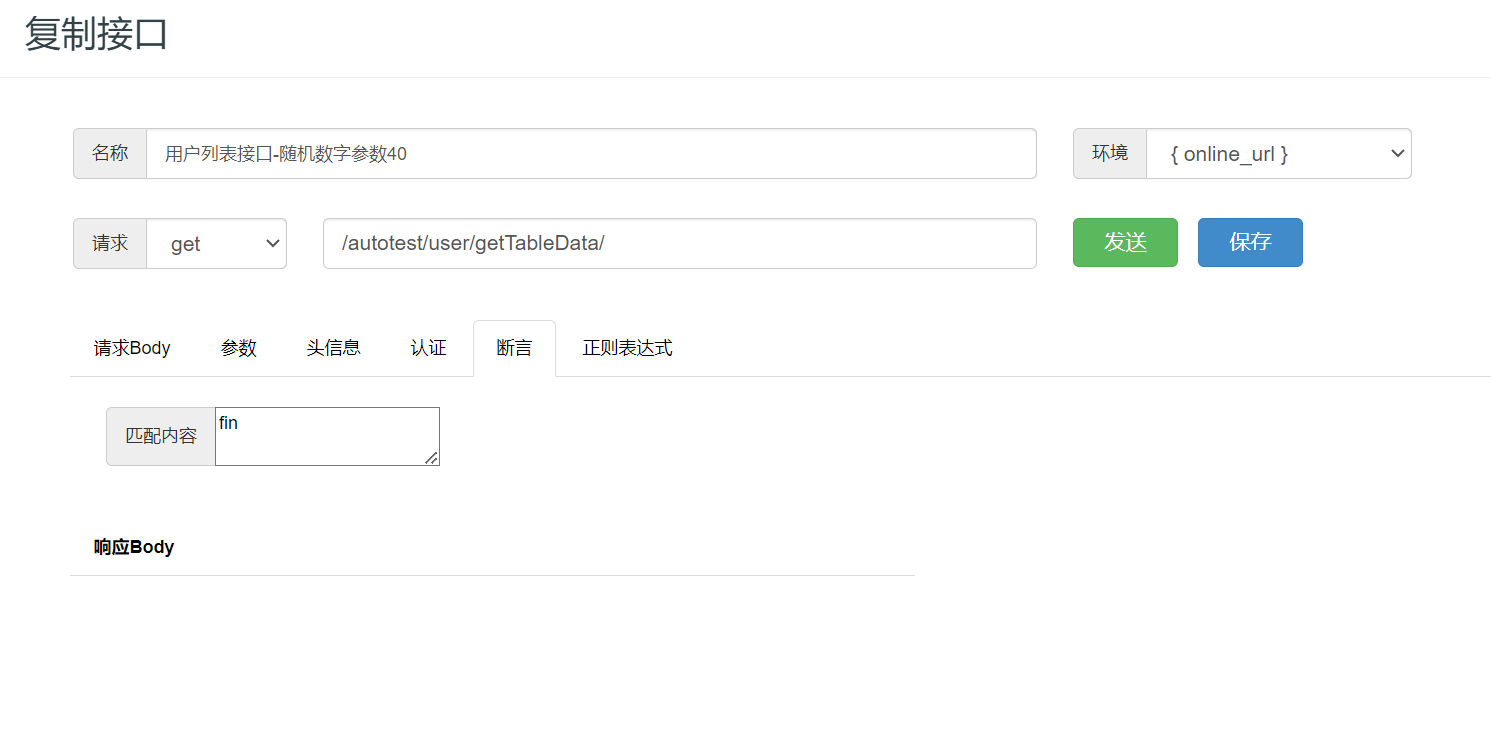 复制接口
名称 用户列表接口-随机数字参数40 环境 { online_url }
请求 get /autotest/user/getTableData/ 发送 保存
请求Body 参数 头信息 认证 断言 正则表达式
匹配内容 fin
响应Body